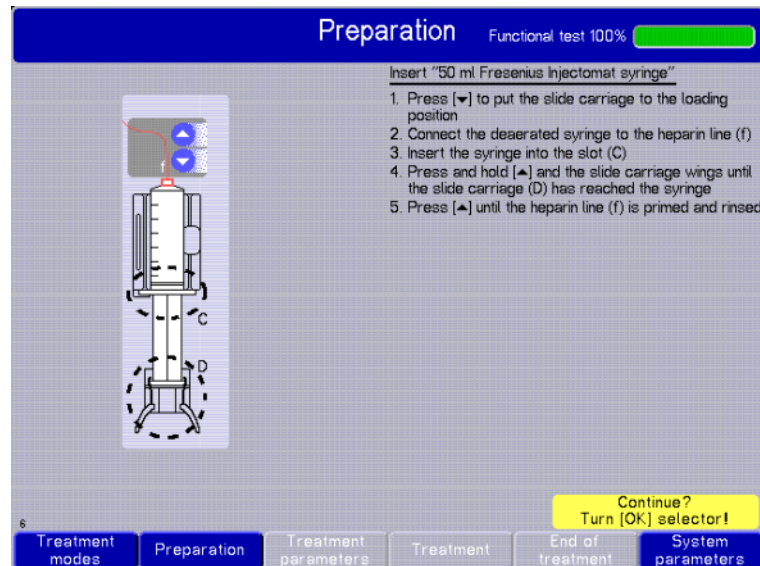 Preparation
Functional test 100%
Insert "50 ml Fresenius Injectomat syringe"
1. Press [▼] to put the slide carriage to the loading
position
2. Connect the deaerated syringe to the heparin line (f)
3. Insert the syringe into the slot (C)
4. Press and hold [▲] and the slide carriage wings until
the slide carriage (D) has reached the syringe
5. Press [▲] until the heparin line (f) is primed and rinsed
f
C
D
Continue?
Turn [OK] selector!
6
Treatment
modes
Preparation
Treatment
parameters
Treatment
End of
treatment
System
parameters